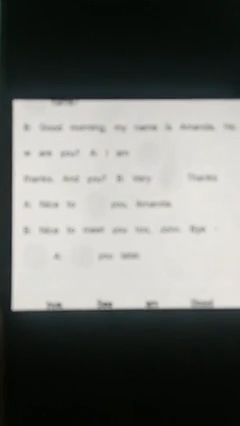 name?
B. Good morning, my name is Amanda. Ho
w are you? A. I am
thanks. And you? B. Very Thanks
A. Nice to you, Amanda.
B. Nice to meet you too, John. Bye -
A. you later.
See am Good